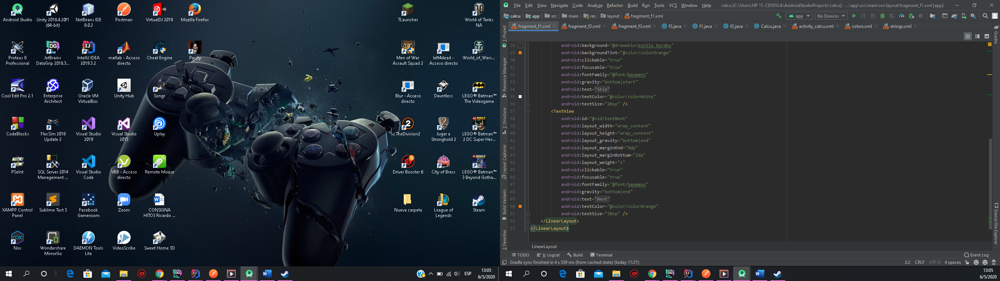 Android Studio
Unity 2018.4.20f1
(64-bit)
NetBeans IDE
8.0.2
Postman
VirtualDJ 2018
Mozilla Firefox
TLauncher
World of Tanks
NA
Proteus 8
Professional
JetBrains
DataGrip 2018.3...
IntelliJ IDEA
2019.3.2
matlab - Acceso
directo
Cheat Engine
Pacify
Men of War
Assault Squad 2
left4dead -
Acceso directo
World_of_Wars...
Cool Edit Pro 2.1
Enterprise
Architect
Oracle VM
VirtualBox
Unity Hub
Songr
SONY
Blur - Acceso
directo
Dauntless
LEGO® Batman™
The Videogame
CodeBlocks
FlexSim 2018
Update 2
Visual Studio
2019
Visual Studio
2015
Uplay
TheDivision2
Jugar a
Stronghold 2
LEGO® Batman™
2 DC Super Her...
PSeInt
SQL Server 2014
Management ...
Visual Studio
Code
VBB - Acceso
directo
Remote Mouse
Driver Booster 6
City of Brass
LEGO® Batman™
3 Beyond Gotha...
XAMPP Control
Panel
Sublime Text 3
Facebook
Gameroom
Zoom
CONSIGNA
HITO3 Ricardo ...
Nueva carpeta
League of
Legends
Steam
Nox
Wondershare
MirrorGo
DAEMON Tools
Lite
VideoScribe
Sweet Home 3D
ESP
13:05
6/5/2020
File Edit View Navigate Code Analyze Refactor Build Run Tools VCS Window Help calcu [C:\Users\HP 15-CD005LA\AndroidStudioProjects\calcu] - ...\app\src\main\res\layout\fragment_f1.xml [app]
calcu app src main res layout fragment_f1.xml app No Devices
fragment_f1.xml fragment_f2.xml fragment_f3.xml f3.java f1.java f2.java Calcu.java activity_calcu.xml colors.xml strings.xml
1: Project
Resource Manager
7: Structure
Layout Captures
Build Variants
2: Favorites
28 android:background="@drawable/estilo_bordes"
29 android:backgroundTint="@color/colorOrange"
30 android:clickable="true"
31 android:focusable="true"
32 android:fontFamily="@font/baumans"
33 android:gravity="bottom|start"
34 android:text="Skip"
35 android:textColor="@color/colorWhite"
36 android:textSize="20sp" />
37 <TextView
38 android:id="@+id/textNext"
39 android:layout_width="wrap_content"
40 android:layout_height="wrap_content"
41 android:layout_gravity="bottom|end"
42 android:layout_marginEnd="8dp"
43 android:layout_marginBottom="2dp"
44 android:layout_weight="1"
45 android:clickable="true"
46 android:focusable="true"
47 android:fontFamily="@font/baumans"
48 android:gravity="bottom|end"
49 android:text="Next"
50 android:textColor="@color/colorOrange"
51 android:textSize="20sp" />
52 </LinearLayout>
53 </LinearLayout>
Gradle
Device File Explorer
LinearLayout
TODO 6: Logcat Build Terminal Event Log
Gradle sync finished in 4 s 539 ms (from cached state) (today 11:21) 2:2 CRLF UTF-8 4 spaces
13:05
6/5/2020